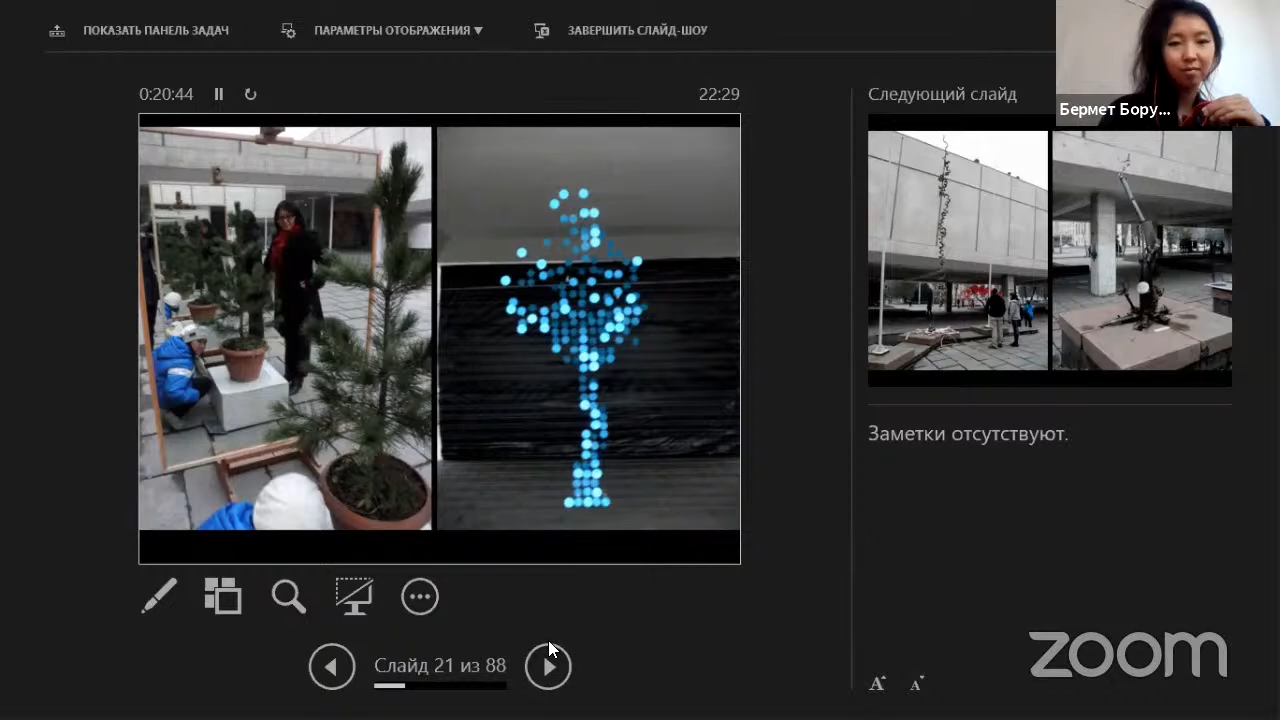 ПОКАЗАТЬ ПАНЕЛЬ ЗАДАЧ
ПАРАМЕТРЫ ОТОБРАЖЕНИЯ ▼
ЗАВЕРШИТЬ СЛАЙД-ШОУ
0:20:44
22:29
Следующий слайд
Бермет Бору...
Заметки отсутствуют.
Слайд 21 из 88
zoom
A A